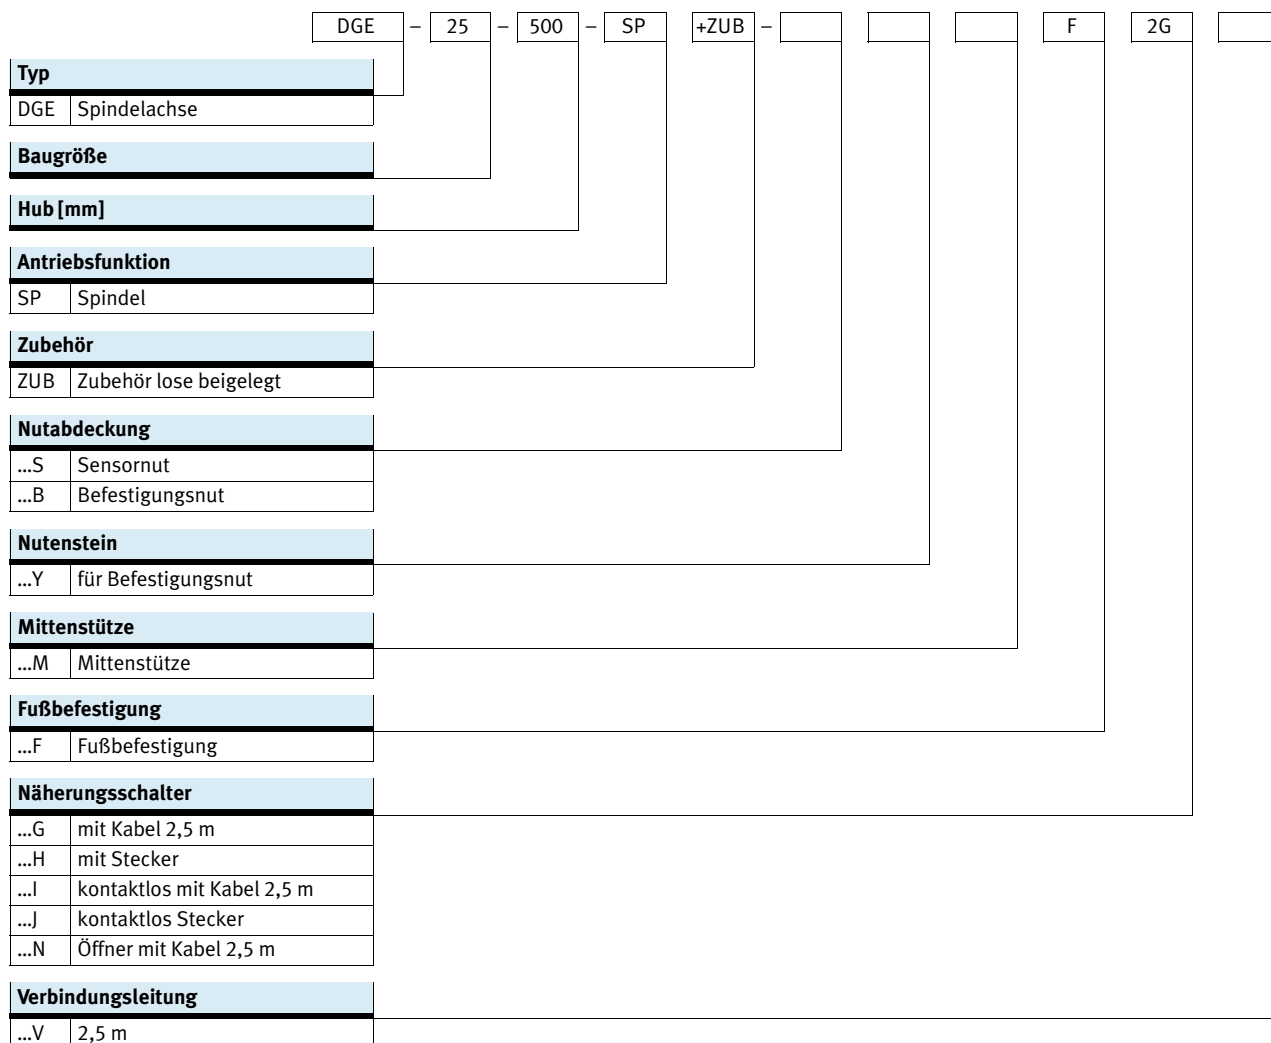 DGE – 25 – 500 – SP +ZUB – F 2G
Typ
DGE Spindelachse
Baugröße
Hub [mm]
Antriebsfunktion
SP Spindel
Zubehör
ZUB Zubehör lose beigelegt
Nutabdeckung
...S Sensornut
...B Befestigungsnut
Nutenstein
...Y für Befestigungsnut
Mittenstütze
...M Mittenstütze
Fußbefestigung
...F Fußbefestigung
Näherungsschalter
...G mit Kabel 2,5 m
...H mit Stecker
...I kontaktlos mit Kabel 2,5 m
...J kontaktlos Stecker
...N Öffner mit Kabel 2,5 m
Verbindungsleitung
...V 2,5 m